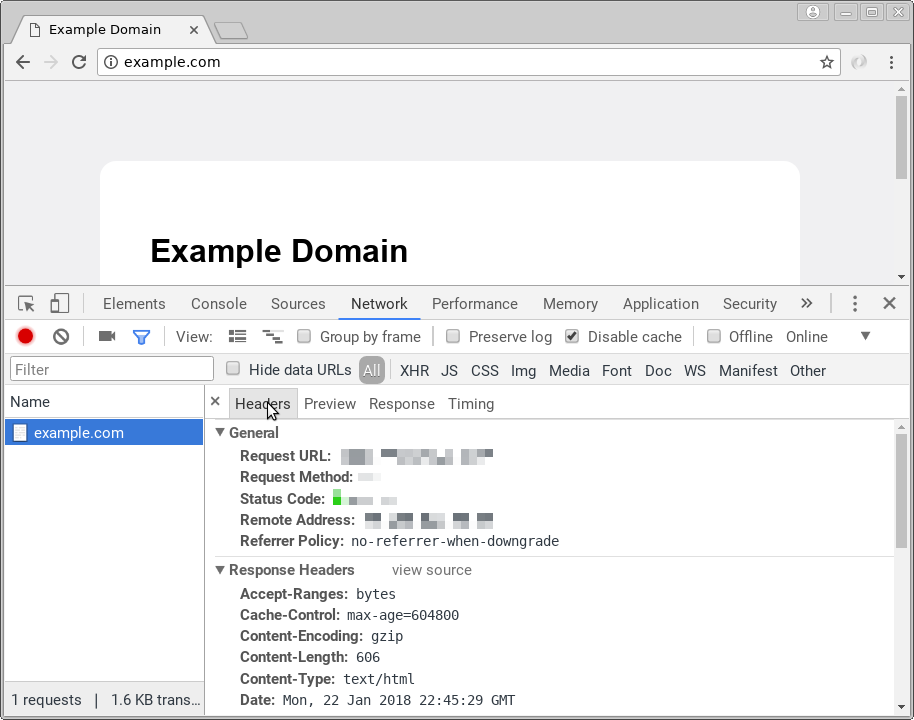 Example Domain
example.com
Example Domain
Elements Console Sources Network Performance Memory Application Security
View: Group by frame Preserve log Disable cache Offline Online
Filter Hide data URLs All XHR JS CSS Img Media Font Doc WS Manifest Other
Name
example.com
1 requests | 1.6 KB trans...
Headers Preview Response Timing
General
Request URL:
Request Method:
Status Code:
Remote Address:
Referrer Policy: no-referrer-when-downgrade
Response Headers view source
Accept-Ranges: bytes
Cache-Control: max-age=604800
Content-Encoding: gzip
Content-Length: 606
Content-Type: text/html
Date: Mon, 22 Jan 2018 22:45:29 GMT